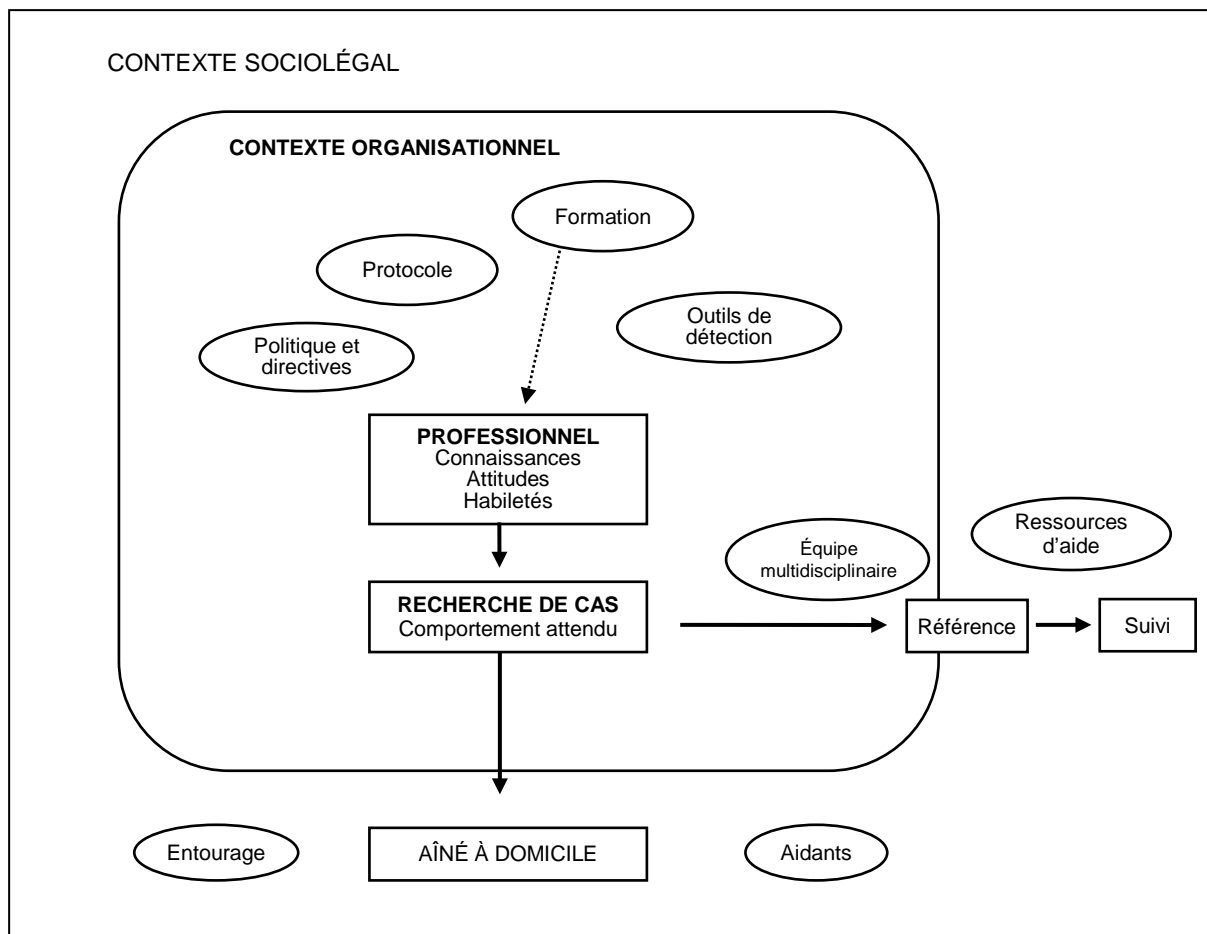 CONTEXTE SOCIOLÉGAL
CONTEXTE ORGANISATIONNEL
Formation
Protocole
Outils de
détection
Politique et
directives
PROFESSIONNEL
Connaissances
Attitudes
Habiletés
Équipe
multidisciplinaire
Ressources
d’aide
RECHERCHE DE CAS
Comportement attendu
Référence
Suivi
Entourage
AÎNÉ À DOMICILE
Aidants